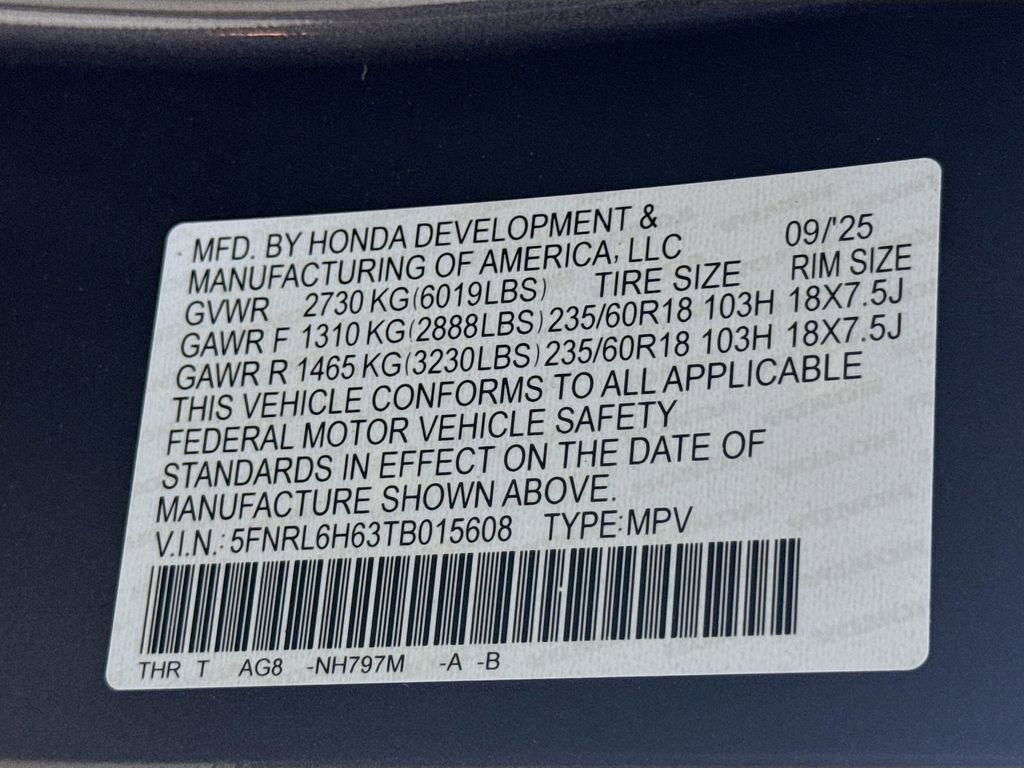 MFD. BY HONDA DEVELOPMENT &
MANUFACTURING OF AMERICA, LLC 09/'25
GVWR 2730 KG(6019LBS) TIRE SIZE RIM SIZE
GAWR F 1310 KG(2888LBS) 235/60R18 103H 18X7.5J
GAWR R 1465 KG(3230LBS) 235/60R18 103H 18X7.5J
THIS VEHICLE CONFORMS TO ALL APPLICABLE
FEDERAL MOTOR VEHICLE SAFETY
STANDARDS IN EFFECT ON THE DATE OF
MANUFACTURE SHOWN ABOVE.
V.I.N.: 5FNRL6H63TB015608 TYPE: MPV
THR T AG8 -NH797M -A -B